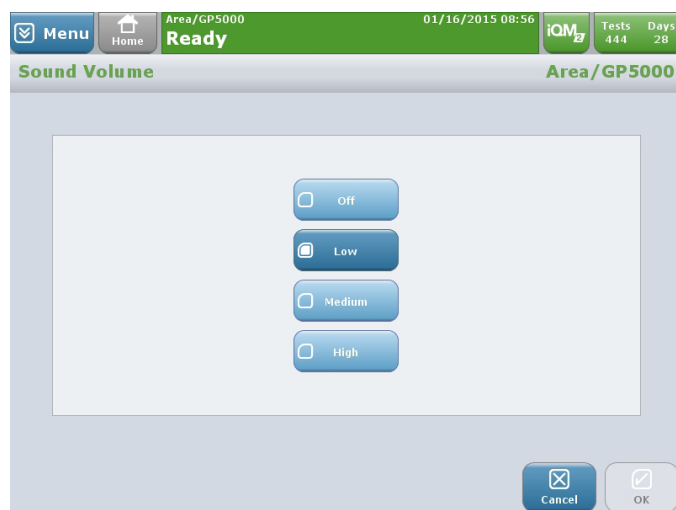 Menu
Home
Area/GP5000
Ready
01/16/2015 08:56
iQM2
Tests Days
444 28
Sound Volume
Area/GP5000
Off
Low
Medium
High
Cancel
OK